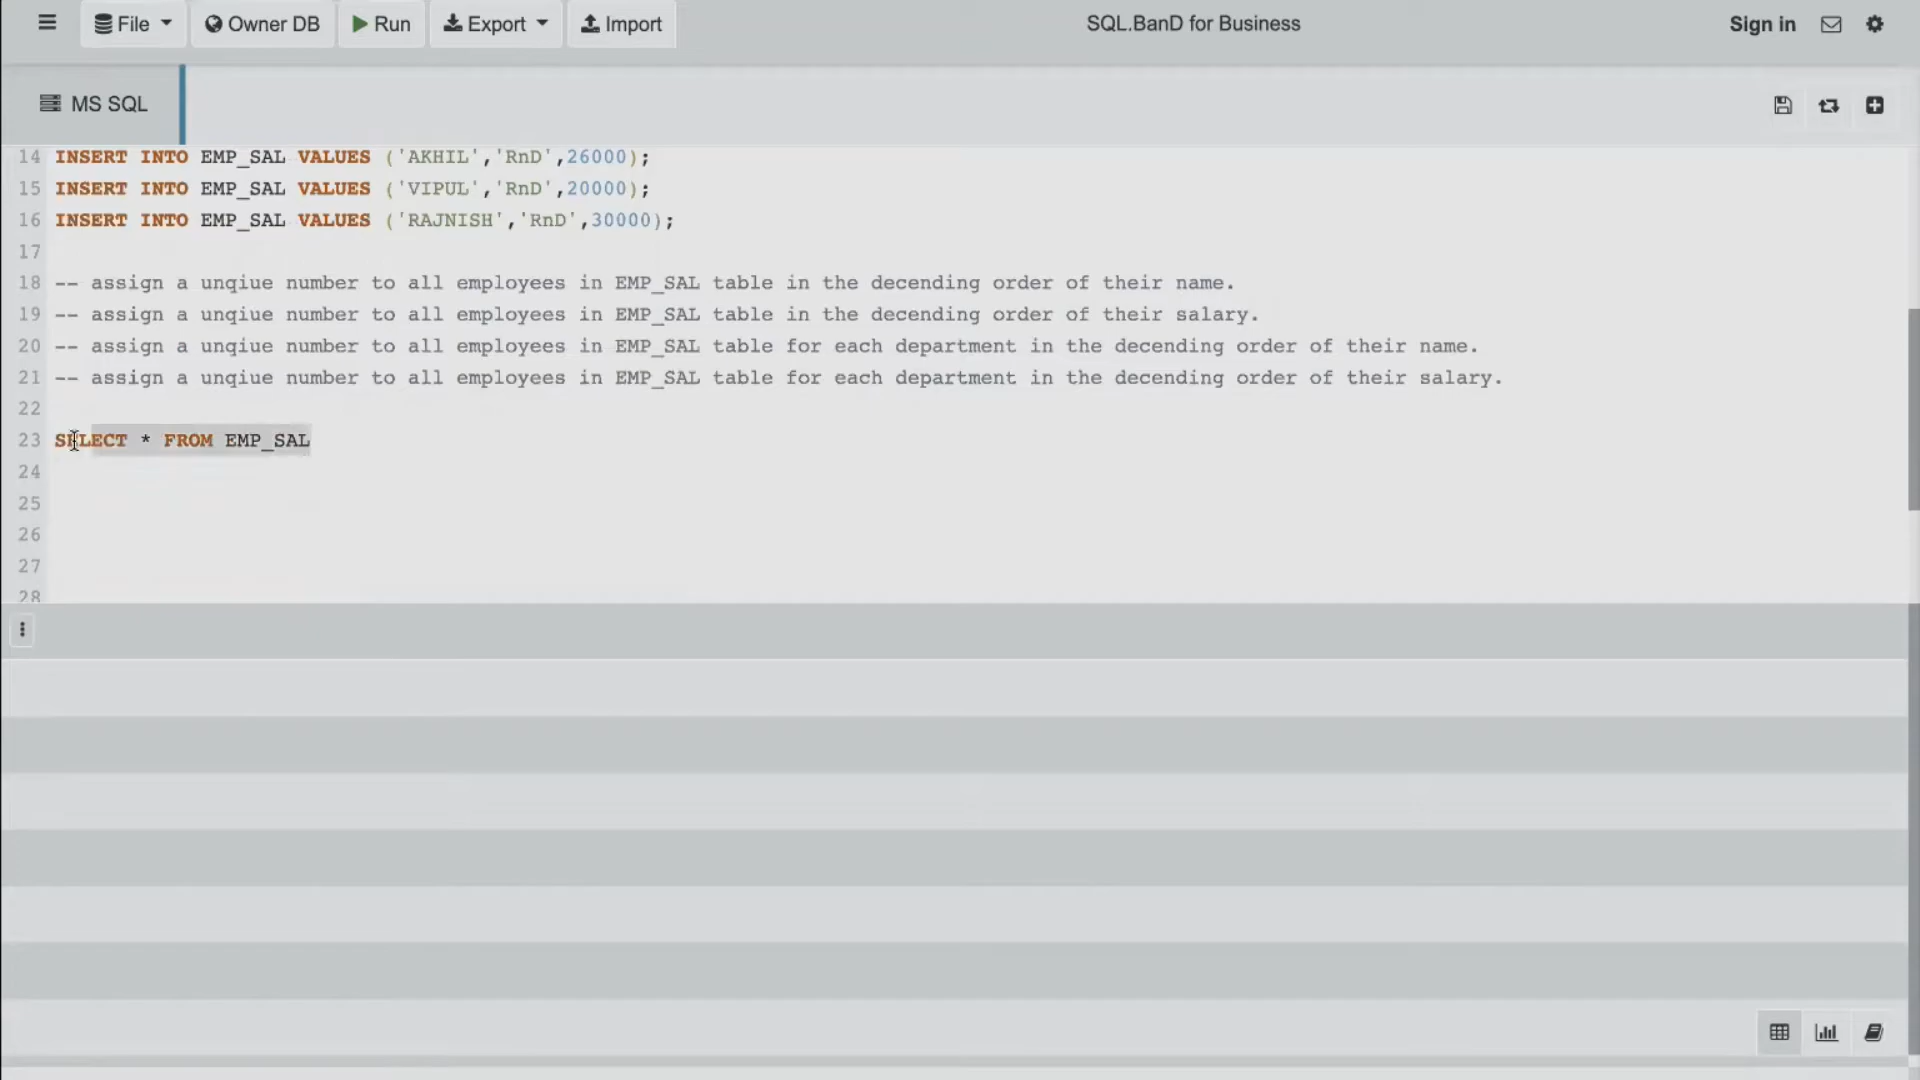 File Owner DB Run Export Import SQL.BanD for Business Sign in
MS SQL
14 INSERT INTO EMP_SAL VALUES ('AKHIL','RnD',26000);
15 INSERT INTO EMP_SAL VALUES ('VIPUL','RnD',20000);
16 INSERT INTO EMP_SAL VALUES ('RAJNISH','RnD',30000);
17
18 -- assign a unqiue number to all employees in EMP_SAL table in the decending order of their name.
19 -- assign a unqiue number to all employees in EMP_SAL table in the decending order of their salary.
20 -- assign a unqiue number to all employees in EMP_SAL table for each department in the decending order of their name.
21 -- assign a unqiue number to all employees in EMP_SAL table for each department in the decending order of their salary.
22
23 SELECT * FROM EMP_SAL
24
25
26
27
28